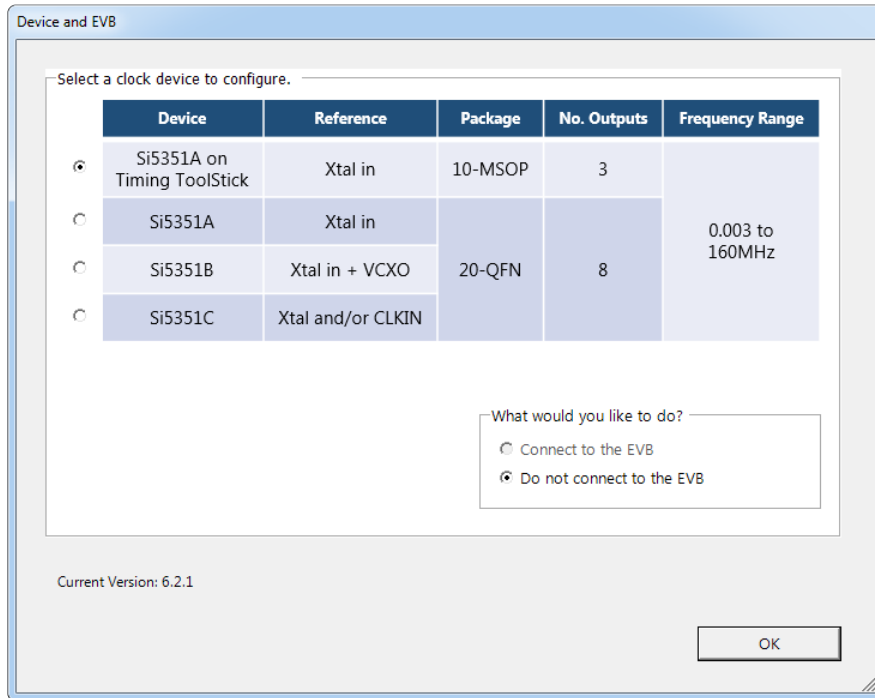 Device and EVB
Select a clock device to configure.
Device Reference Package No. Outputs Frequency Range
Si5351A on
Timing ToolStick
Xtal in 10-MSOP 3
Si5351A Xtal in
Si5351B Xtal in + VCXO 20-QFN 8
Si5351C Xtal and/or CLKIN
0.003 to
160MHz
What would you like to do?
Connect to the EVB
Do not connect to the EVB
Current Version: 6.2.1
OK